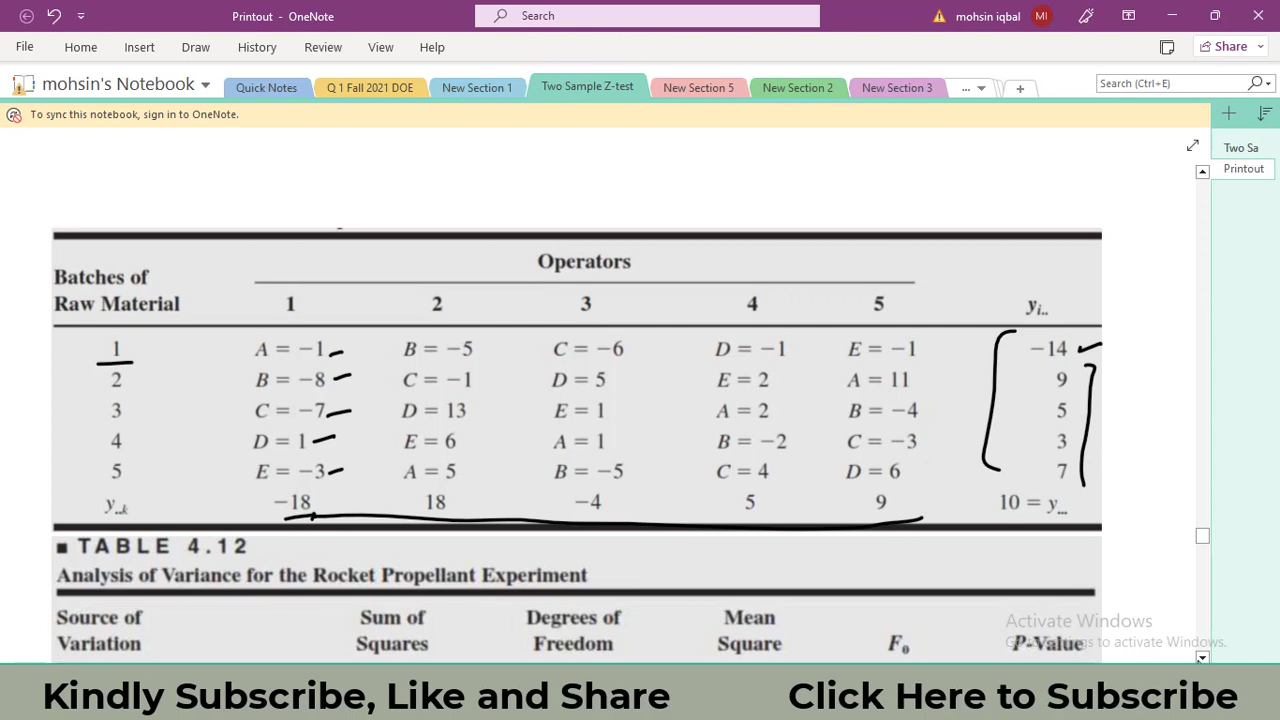 Printout - OneNote
Search
mohsin iqbal
MI
File Home Insert Draw History Review View Help
Share
mohsin's Notebook
Quick Notes
Q 1 Fall 2021 DOE
New Section 1
Two Sample Z-test
New Section 5
New Section 2
New Section 3
...
Search (Ctrl+E)
To sync this notebook, sign in to OneNote.
Two Sa
Printout
Operators
Batches of
Raw Material 1 2 3 4 5 yi..
1 A = −1 B = −5 C = −6 D = −1 E = −1 −14
2 B = −8 C = −1 D = 5 E = 2 A = 11 9
3 C = −7 D = 13 E = 1 A = 2 B = −4 5
4 D = 1 E = 6 A = 1 B = −2 C = −3 3
5 E = −3 A = 5 B = −5 C = 4 D = 6 7
y..k −18 18 −4 5 9 10 = y...
■ TABLE 4.12
Analysis of Variance for the Rocket Propellant Experiment
Source of Sum of Degrees of Mean
Variation Squares Freedom Square F0 P-Value
Activate Windows
Go to Settings to activate Windows.
Kindly Subscribe, Like and Share
Click Here to Subscribe